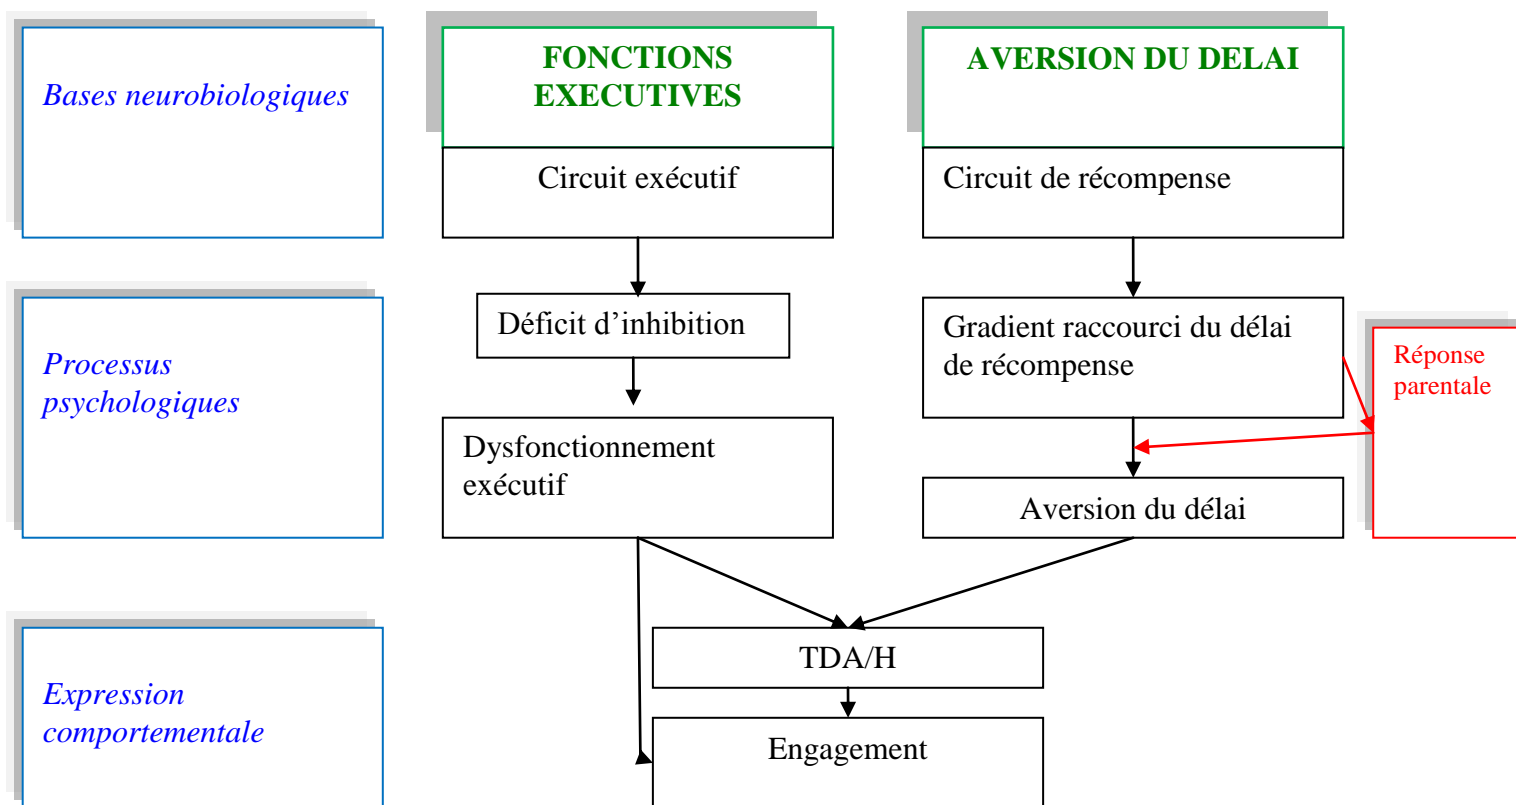 Bases neurobiologiques
FONCTIONS
EXECUTIVES
AVERSION DU DELAI
Circuit exécutif
Circuit de récompense
Processus
psychologiques
Déficit d’inhibition
Gradient raccourci du délai
de récompense
Réponse
parentale
Dysfonctionnement
exécutif
Aversion du délai
Expression
comportementale
TDA/H
Engagement